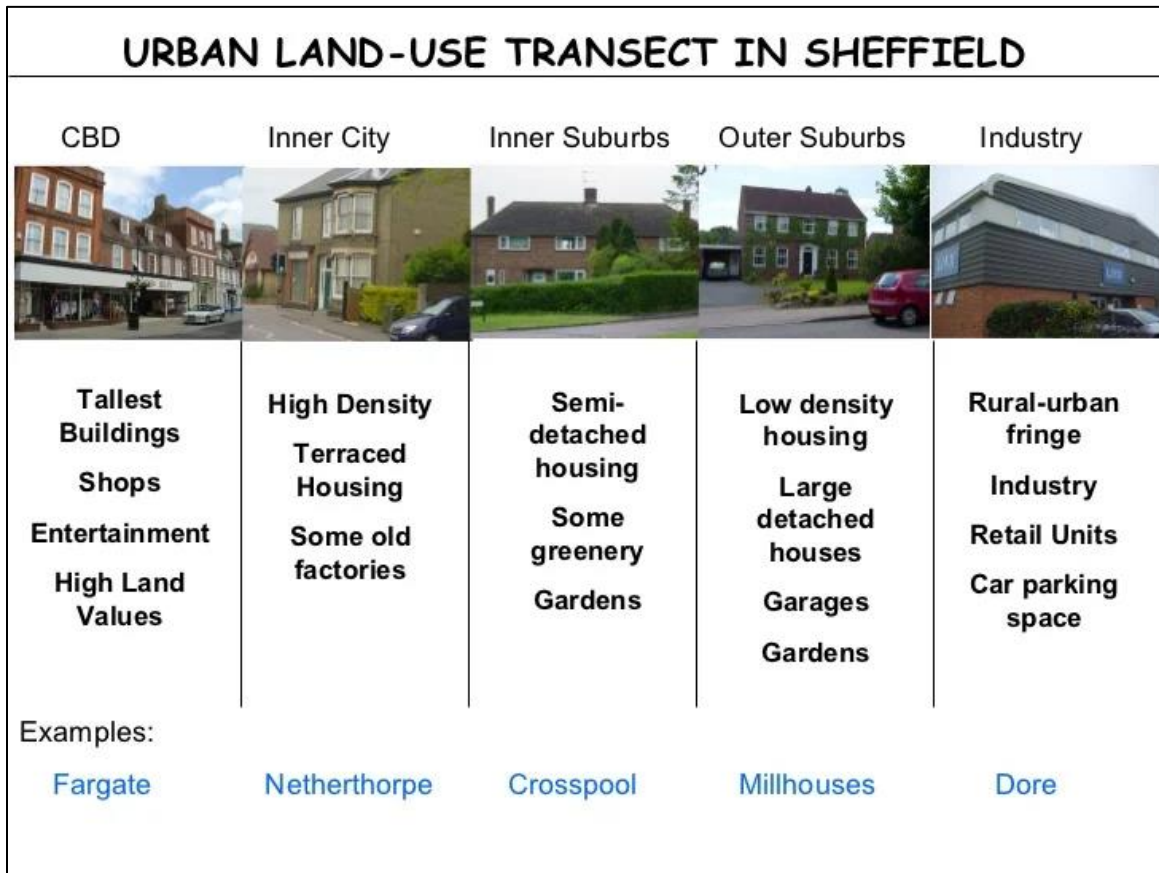 URBAN LAND-USE TRANSECT IN SHEFFIELD
CBD
Inner City
Inner Suburbs
Outer Suburbs
Industry
Tallest
Buildings
Shops
Entertainment
High Land
Values
High Density
Terraced
Housing
Some old
factories
Semi-
detached
housing
Some
greenery
Gardens
Low density
housing
Large
detached
houses
Garages
Gardens
Rural-urban
fringe
Industry
Retail Units
Car parking
space
Examples:
Fargate
Netherthorpe
Crosspool
Millhouses
Dore